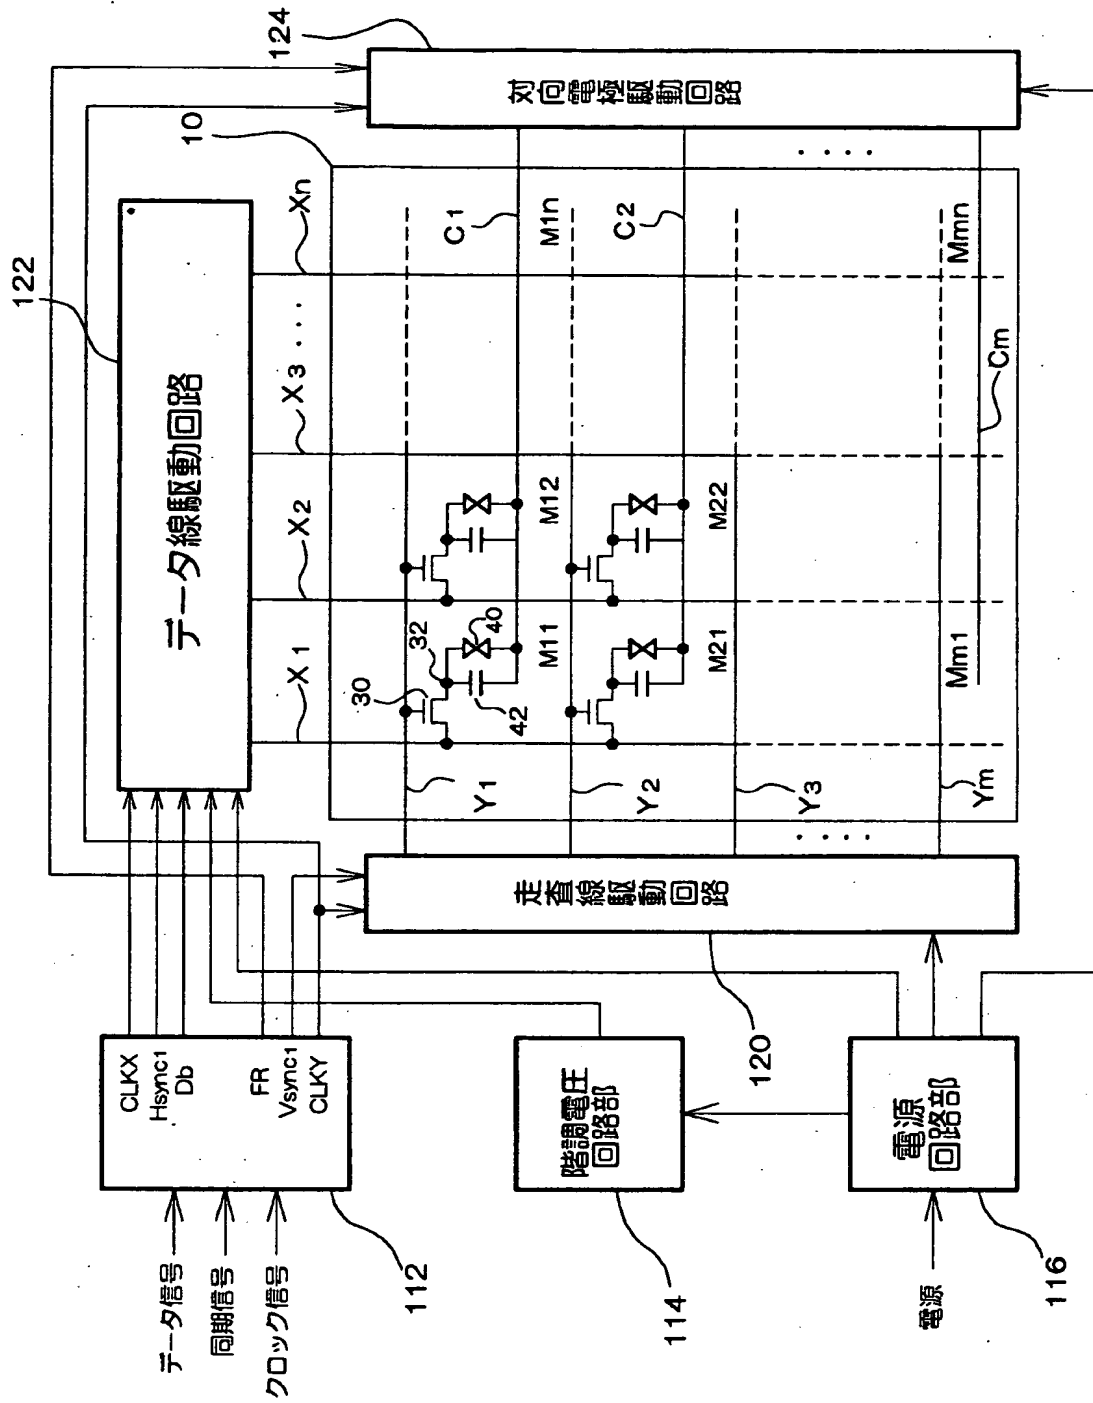 データ信号
同期信号
クロック信号
112
CLKX
Hsync1
Db
FR
Vsync1
CLKY
122
データ線駆動回路
124
対向電極駆動回路
10
X1
X2
X3
Xn
階調電圧
回路部
114
電源
電源
回路部
116
走査線駆動回路
120
Y1
30
32
40
42
M11
M12
C1
M1n
Y2
M21
M22
C2
Y3
Ym
Mm1
Cm
Mmn